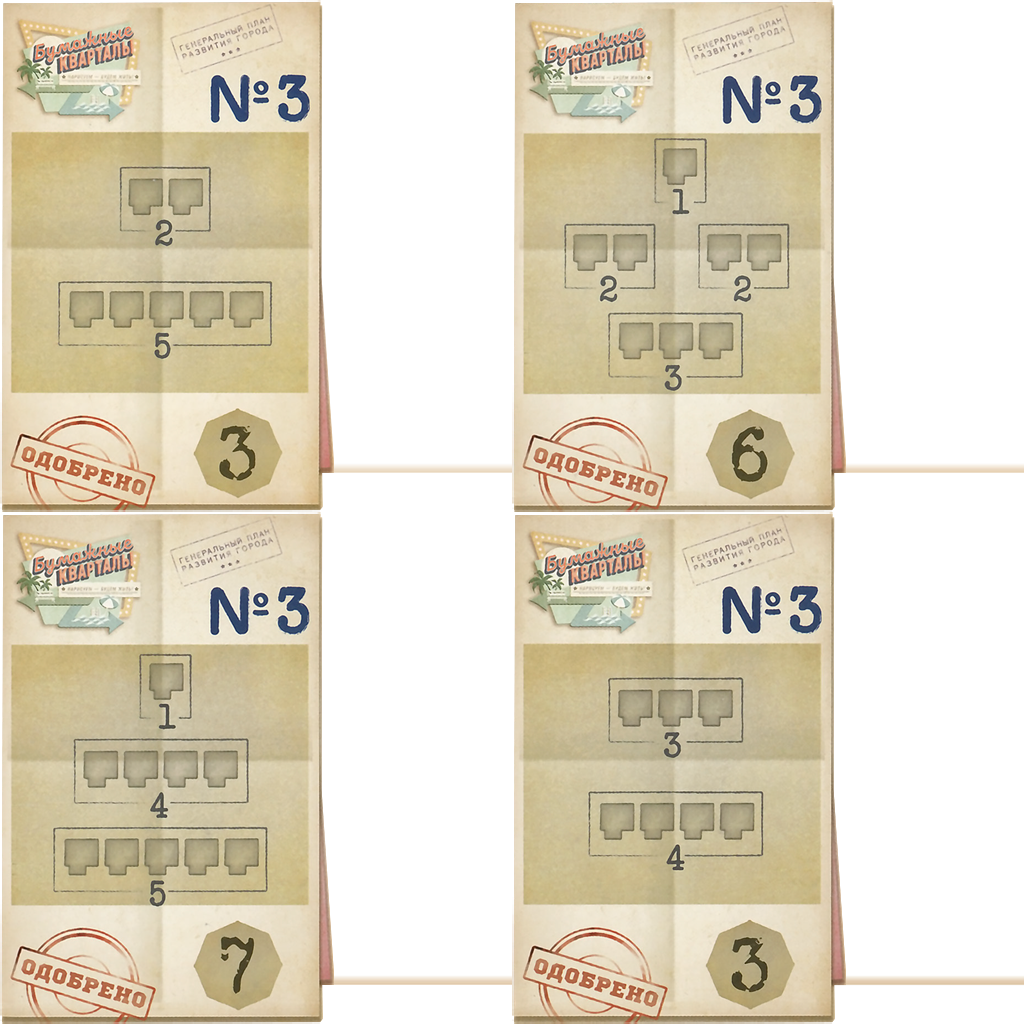 Бумажные
КВАРТАЛЫ
ГЕНЕРАЛЬНЫЙ ПЛАН
РАЗВИТИЯ ГОРОДА
№3
2
5
ОДОБРЕНО
3
Бумажные
КВАРТАЛЫ
ГЕНЕРАЛЬНЫЙ ПЛАН
РАЗВИТИЯ ГОРОДА
№3
1
2 2
3
ОДОБРЕНО
6
Бумажные
КВАРТАЛЫ
ГЕНЕРАЛЬНЫЙ ПЛАН
РАЗВИТИЯ ГОРОДА
№3
1
4
5
ОДОБРЕНО
7
Бумажные
КВАРТАЛЫ
ГЕНЕРАЛЬНЫЙ ПЛАН
РАЗВИТИЯ ГОРОДА
№3
3
4
ОДОБРЕНО
3